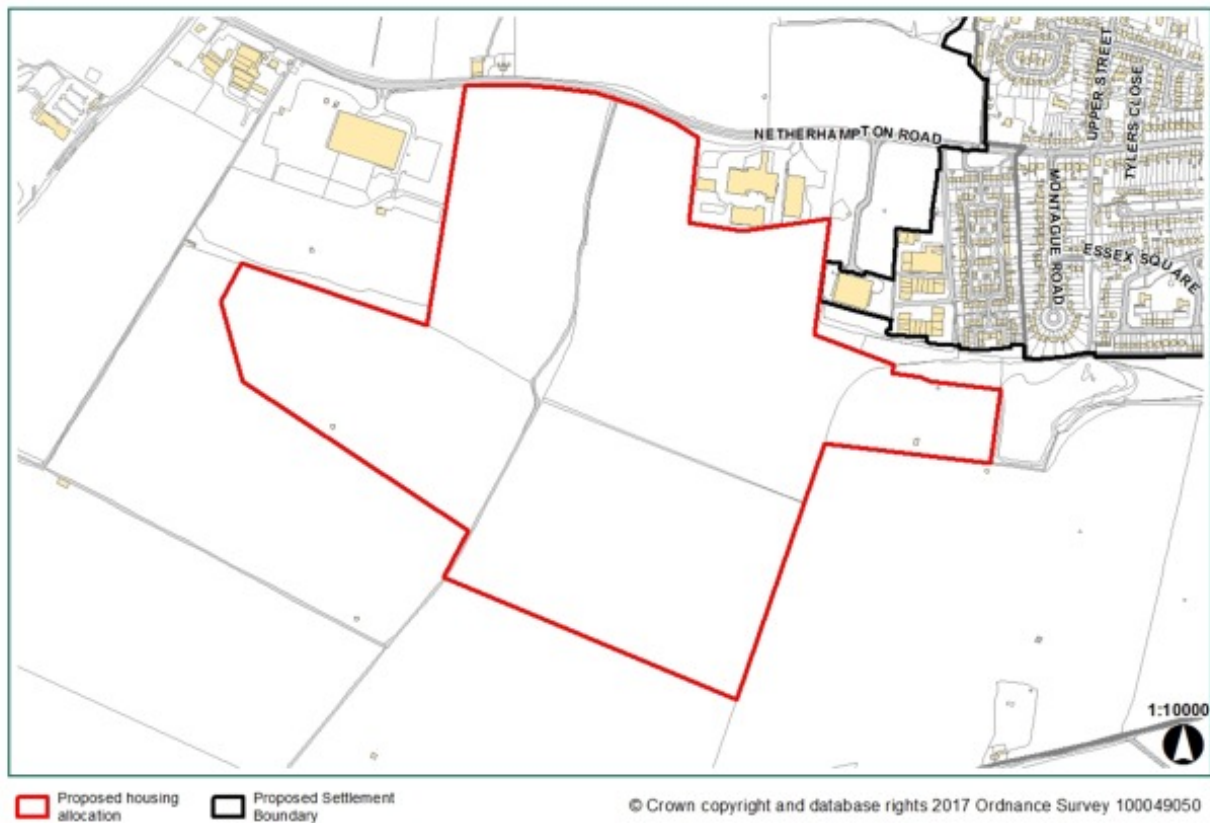 UPPER STREET
TYLERS CLOSE
NETHERHAMPTON ROAD
MONTAGUE ROAD
ESSEX SQUARE
1:10000
Proposed housing
allocation
Proposed Settlement
Boundary
© Crown copyright and database rights 2017 Ordnance Survey 100049050